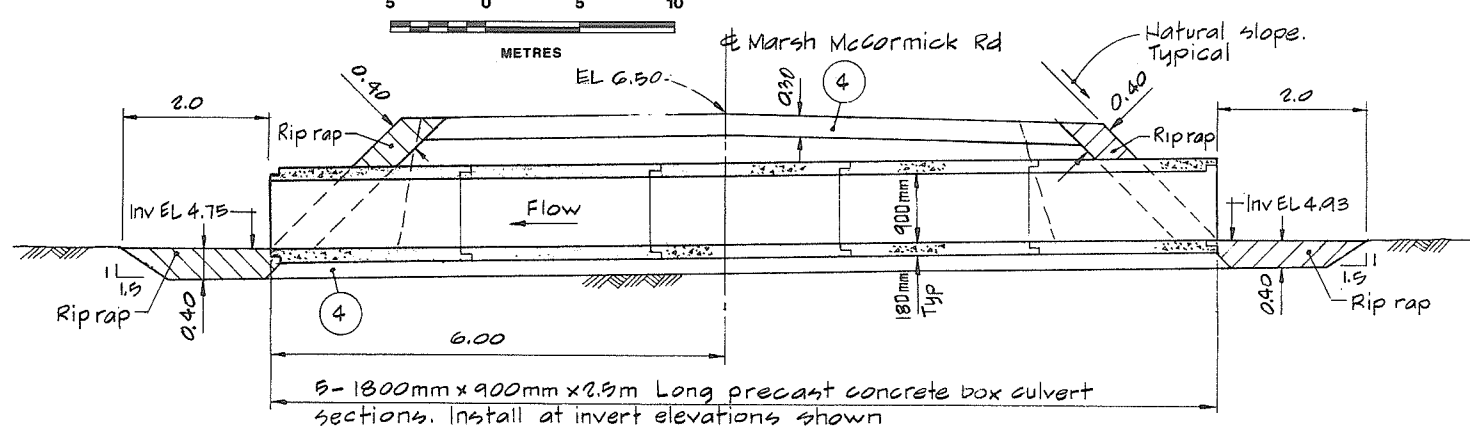 5 0 5 10
METRES
℄ Marsh McCormick Rd
Natural slope.
Typical
EL 6.50
4
0.40
0.30
0.40
2.0
2.0
Rip rap
Rip rap
Inv EL 4.75
Flow
900mm
Inv EL 4.93
1
1.5
Rip rap
0.40
4
180mm
Typ
0.40
1
1.5
Rip rap
6.00
5- 1800mm x 900mm x 2.5m Long precast concrete box culvert
sections. Install at invert elevations shown